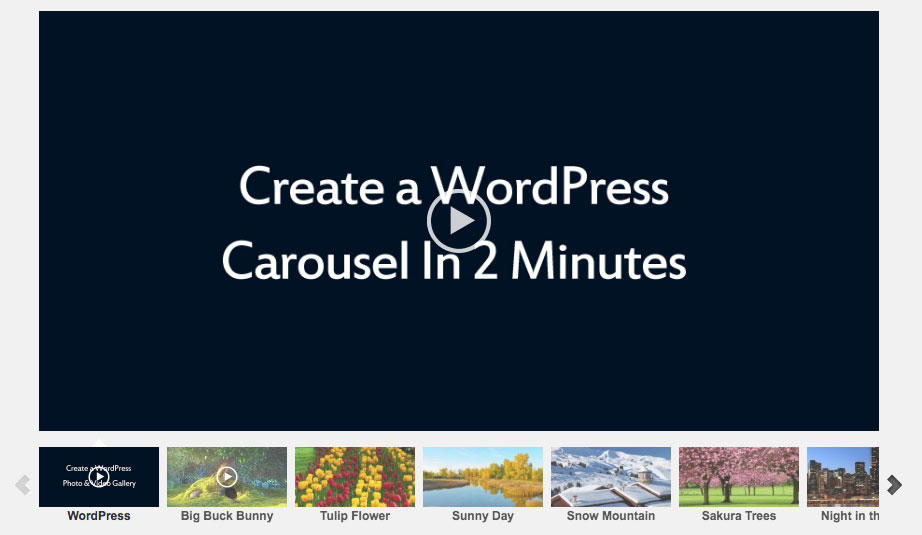 Create a WordPress
Carousel In 2 Minutes
Create a WordPress
Photo & Video Gallery
WordPress
Big Buck Bunny
Tulip Flower
Sunny Day
Snow Mountain
Sakura Trees
Night in th